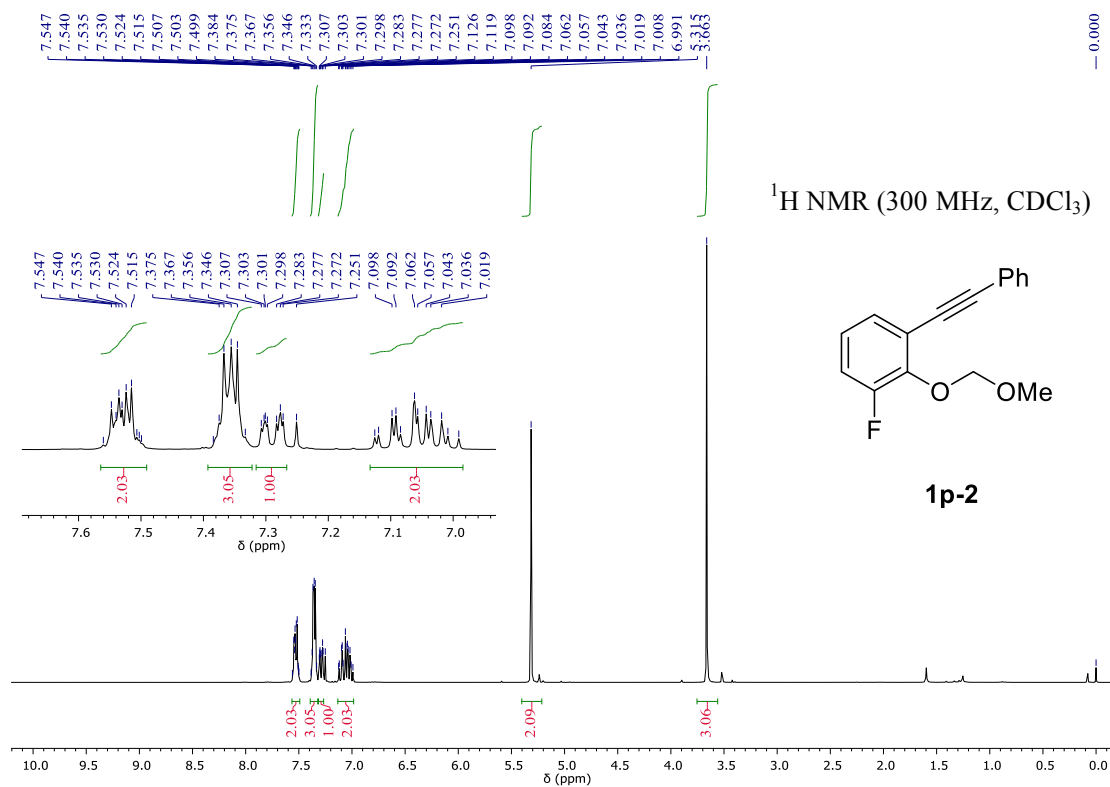 7.547 7.540 7.535 7.530 7.524 7.515 7.507 7.503 7.499 7.384 7.375 7.367 7.356 7.346 7.333 7.307 7.303 7.301 7.298 7.283 7.277 7.272 7.251 7.126 7.119 7.098 7.092 7.084 7.062 7.057 7.043 7.036 7.019 7.008 6.991 5.315 3.663 0.000
¹H NMR (300 MHz, CDCl₃)
7.547 7.540 7.535 7.530 7.524 7.515 7.375 7.367 7.356 7.346 7.307 7.303 7.301 7.298 7.283 7.277 7.272 7.251 7.098 7.092 7.062 7.057 7.043 7.036 7.019
Ph
O
OMe
F
1p-2
2.03 3.05 1.00 2.03
7.6 7.5 7.4 7.3 7.2 7.1 7.0
δ (ppm)
2.03 3.05 1.00 2.03 2.09 3.06
10.0 9.5 9.0 8.5 8.0 7.5 7.0 6.5 6.0 5.5 5.0 4.5 4.0 3.5 3.0 2.5 2.0 1.5 1.0 0.5 0.0
δ (ppm)